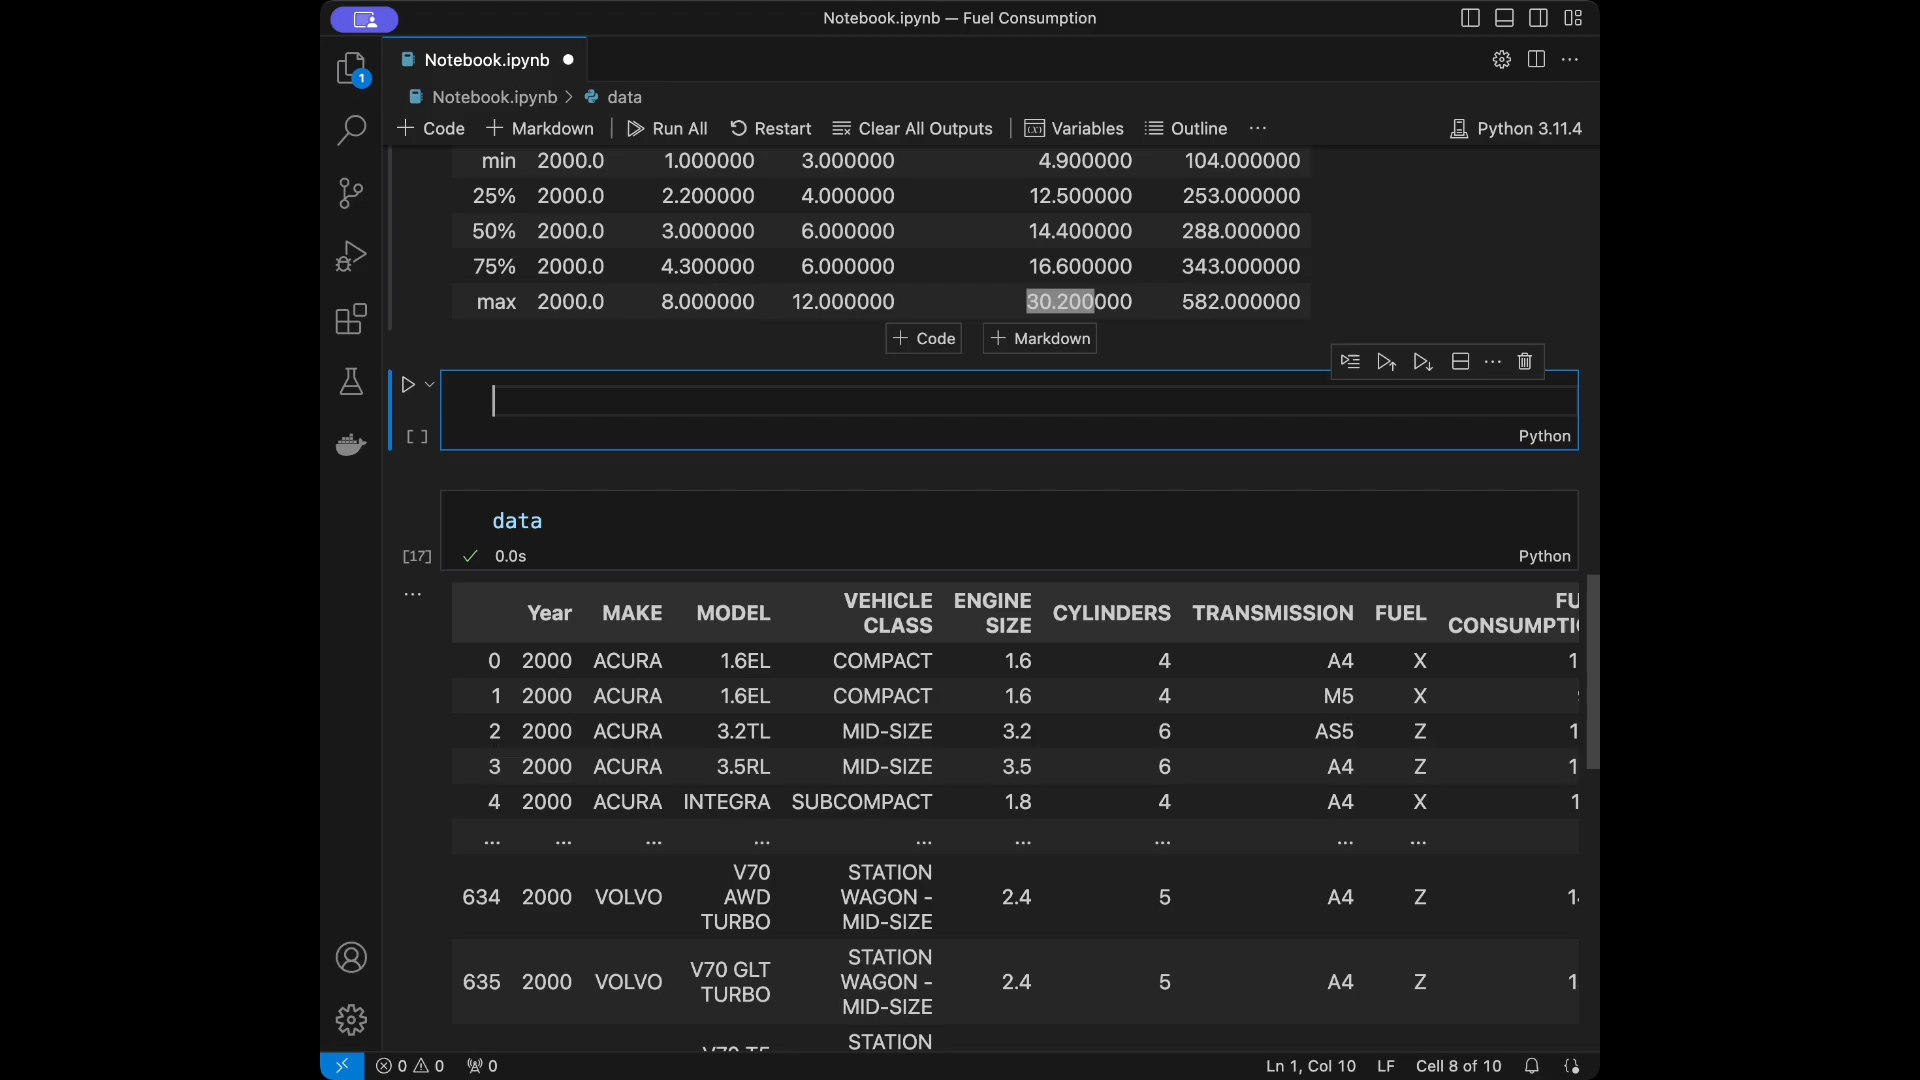 Notebook.ipynb — Fuel Consumption
1
Notebook.ipynb
Notebook.ipynb > data
Code Markdown Run All Restart Clear All Outputs Variables Outline ... Python 3.11.4
min 2000.0 1.000000 3.000000 4.900000 104.000000
25% 2000.0 2.200000 4.000000 12.500000 253.000000
50% 2000.0 3.000000 6.000000 14.400000 288.000000
75% 2000.0 4.300000 6.000000 16.600000 343.000000
max 2000.0 8.000000 12.000000 30.200000 582.000000
+ Code + Markdown
[ ] Python
data
[17] 0.0s Python
...
Year MAKE MODEL VEHICLE CLASS ENGINE SIZE CYLINDERS TRANSMISSION FUEL
0 2000 ACURA 1.6EL COMPACT 1.6 4 A4 X 1
1 2000 ACURA 1.6EL COMPACT 1.6 4 M5 X
2 2000 ACURA 3.2TL MID-SIZE 3.2 6 AS5 Z 1
3 2000 ACURA 3.5RL MID-SIZE 3.5 6 A4 Z 1
4 2000 ACURA INTEGRA SUBCOMPACT 1.8 4 A4 X 1
... ... ... ... ... ... ... ... ...
634 2000 VOLVO V70 AWD TURBO STATION WAGON - MID-SIZE 2.4 5 A4 Z 1
635 2000 VOLVO V70 GLT TURBO STATION WAGON - MID-SIZE 2.4 5 A4 Z 1
STATION
0 0 0 Ln 1, Col 10 LF Cell 8 of 10